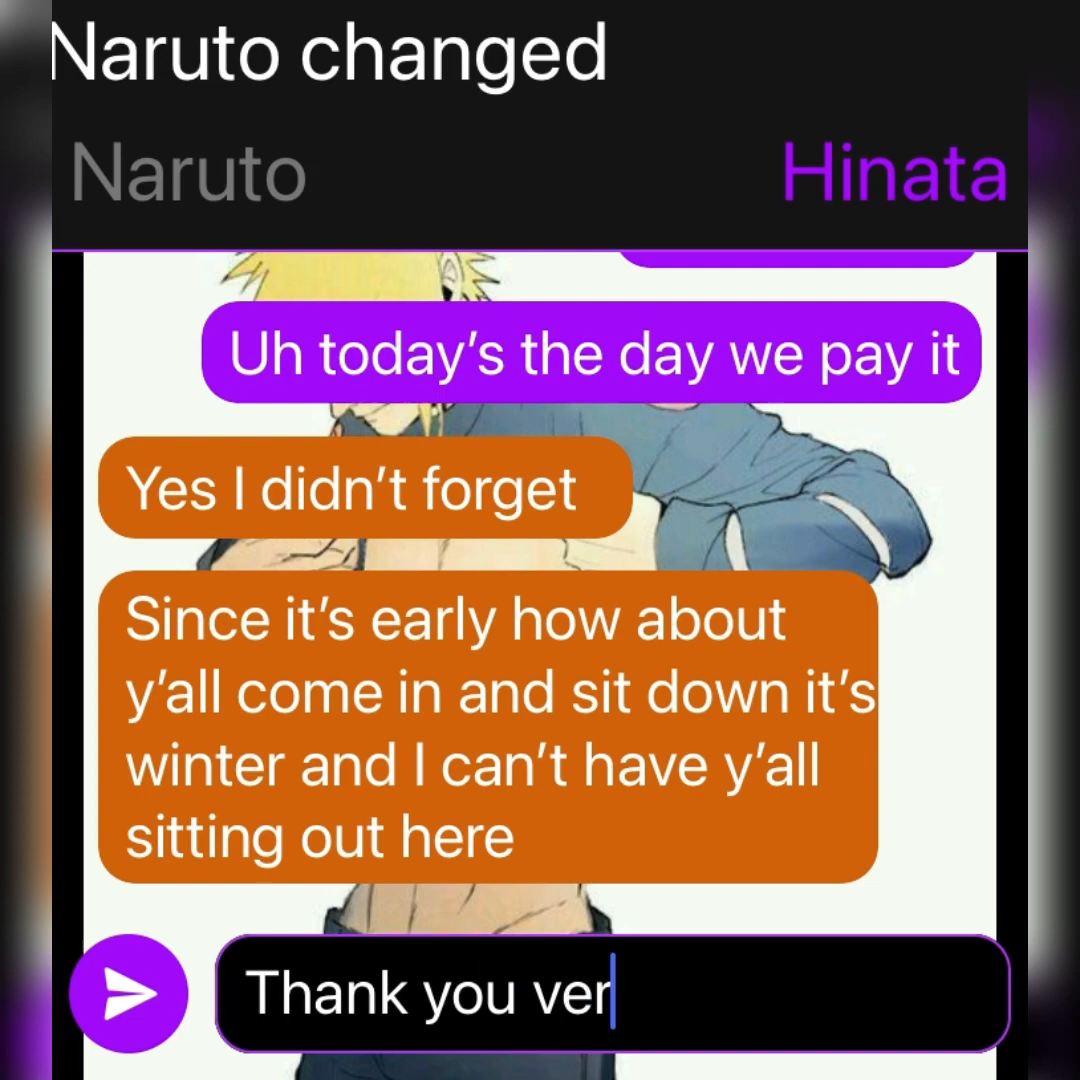 Naruto changed
Naruto
Hinata
Uh today’s the day we pay it
Yes I didn’t forget
Since it’s early how about
y’all come in and sit down it’s
winter and I can’t have y’all
sitting out here
Thank you ver